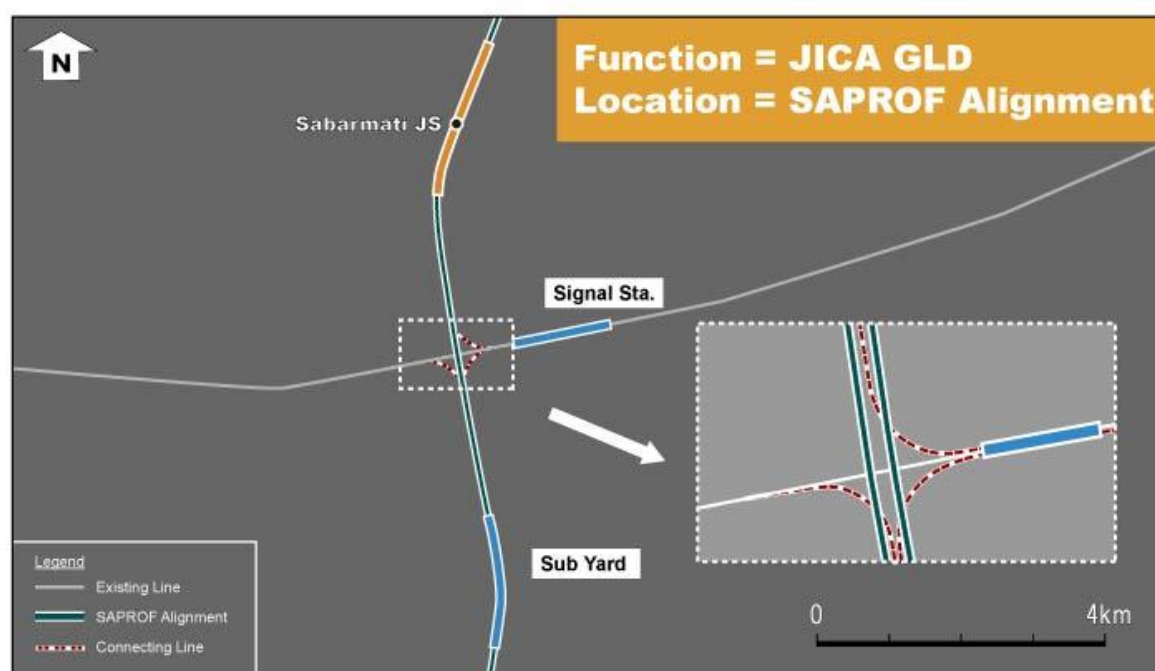 N
Function = JICA GLD
Location = SAPROF Alignment
Sabarmati JS
Signal Sta.
Sub Yard
Legend
Existing Line
SAPROF Alignment
Connecting Line
0
4km